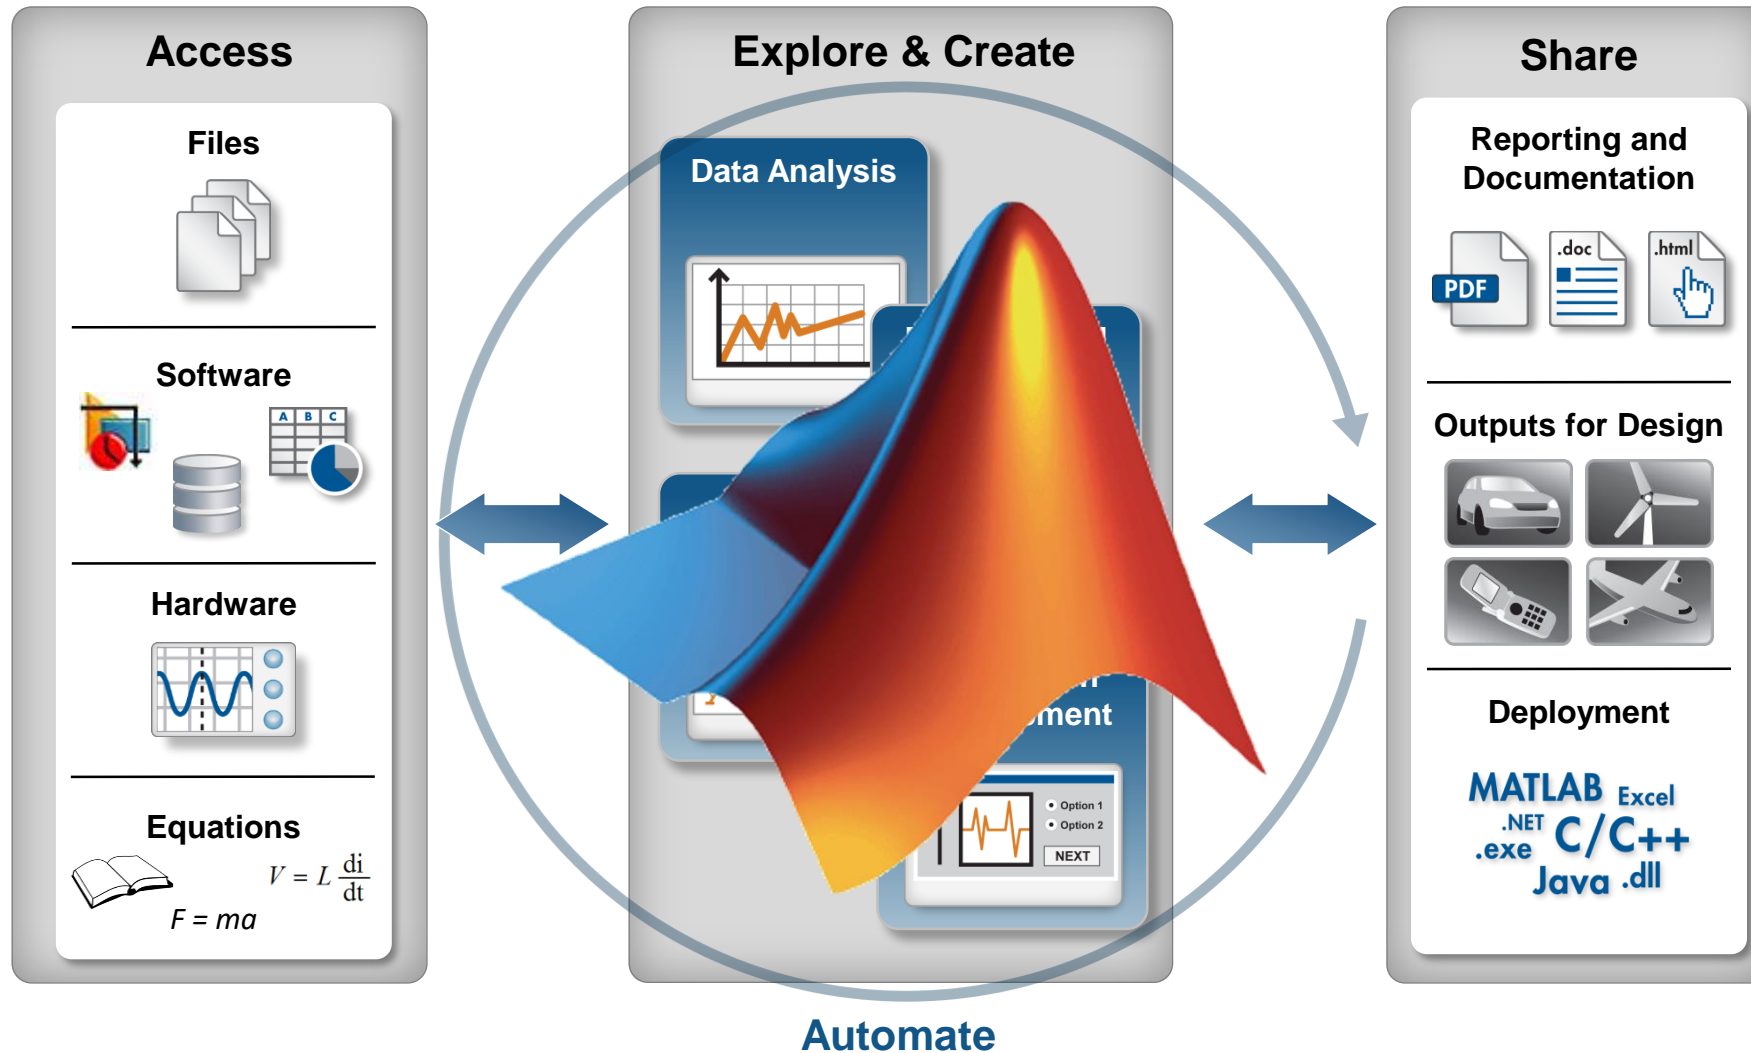 Access
Files
Software
A B C
Hardware
Equations
V = L di/dt
F = ma
Explore & Create
Data Analysis
Option 1
Option 2
NEXT
Automate
Share
Reporting and
Documentation
PDF
.doc
.html
Outputs for Design
Deployment
MATLAB Excel
.NET C/C++
.exe
Java .dll